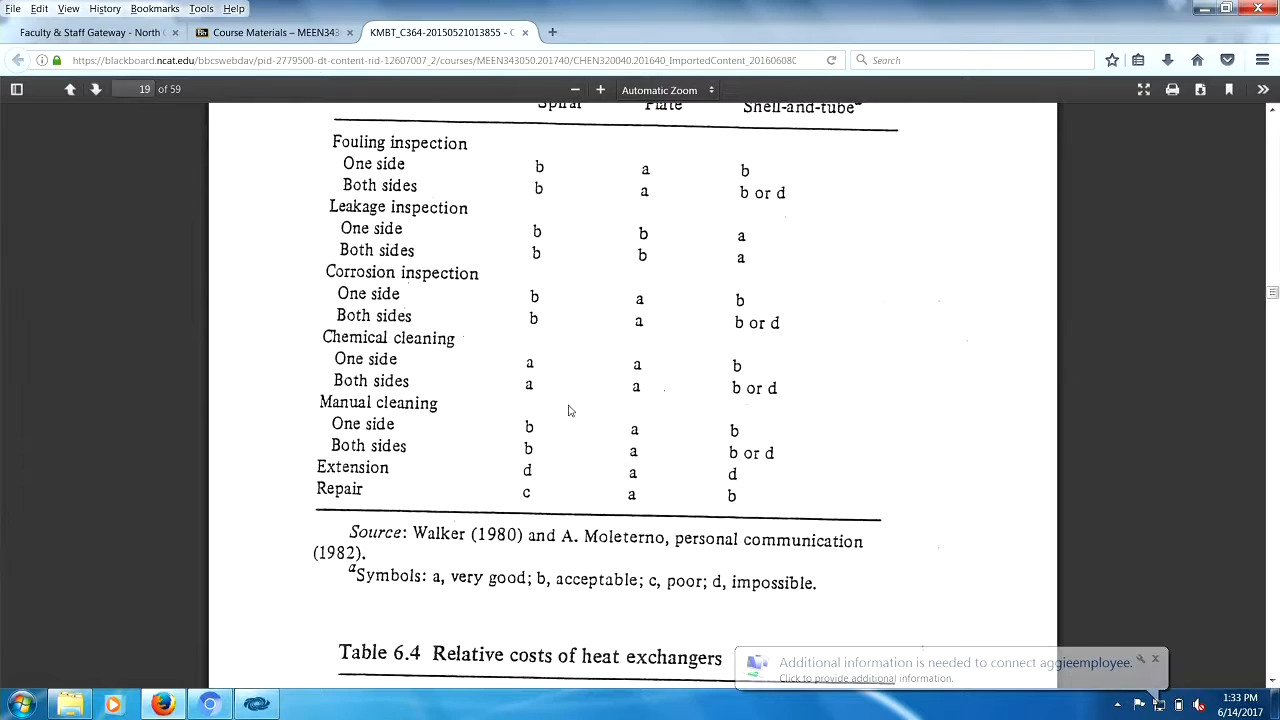 File Edit View History Bookmarks Tools Help
Faculty & Staff Gateway - North C × Course Materials – MEEN343 × KMBT_C364-20150521013855 - C × +
https://blackboard.ncat.edu/bbcswebdav/pid-2779500-dt-content-rid-12607007_2/courses/MEEN343050.201740/CHEN320040.201640_ImportedContent_201606080 Search
19 of 59 Automatic Zoom
Spiral Plate Shell-and-tube
Fouling inspection
One side b a b
Both sides b a b or d
Leakage inspection
One side b b a
Both sides b b a
Corrosion inspection
One side b a b
Both sides b a b or d
Chemical cleaning
One side a a b
Both sides a a b or d
Manual cleaning
One side b a b
Both sides b a b or d
Extension d a d
Repair c a b
Source: Walker (1980) and A. Moleterno, personal communication
(1982).
aSymbols: a, very good; b, acceptable; c, poor; d, impossible.
Table 6.4 Relative costs of heat exchangers
Additional information is needed to connect aggieemployee.
Click to provide additional information.
1:33 PM
6/14/2017